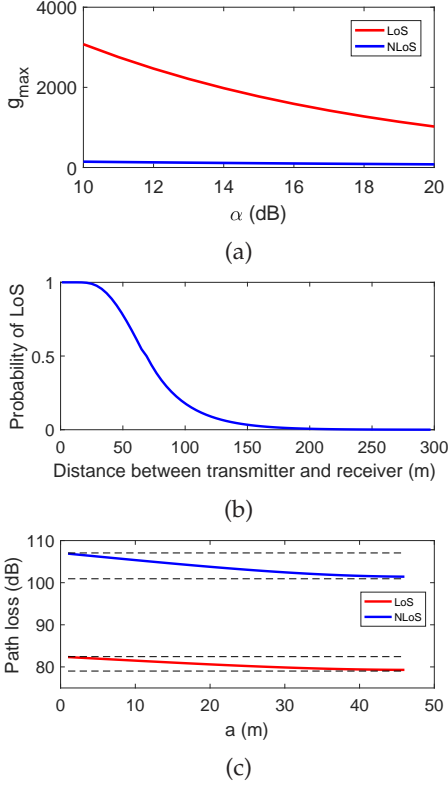 4000
2000
0
g_max
LoS
NLoS
10 12 14 16 18 20
α (dB)
(a)
1
0.5
0
Probability of LoS
0 50 100 150 200 250 300
Distance between transmitter and receiver (m)
(b)
110
100
90
80
Path loss (dB)
LoS
NLoS
0 10 20 30 40 50
a (m)
(c)